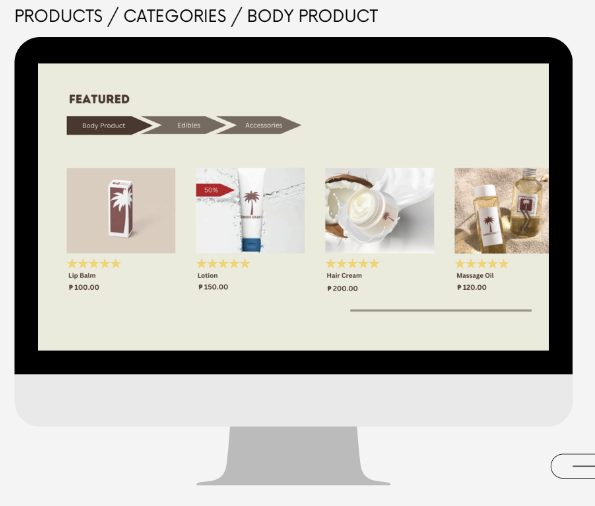 PRODUCTS / CATEGORIES / BODY PRODUCT
FEATURED
Body Product
Edibles
Accessories
50%
Lip Balm
₱ 100.00
Lotion
₱ 150.00
Hair Cream
₱ 200.00
Massage Oil
₱ 120.00